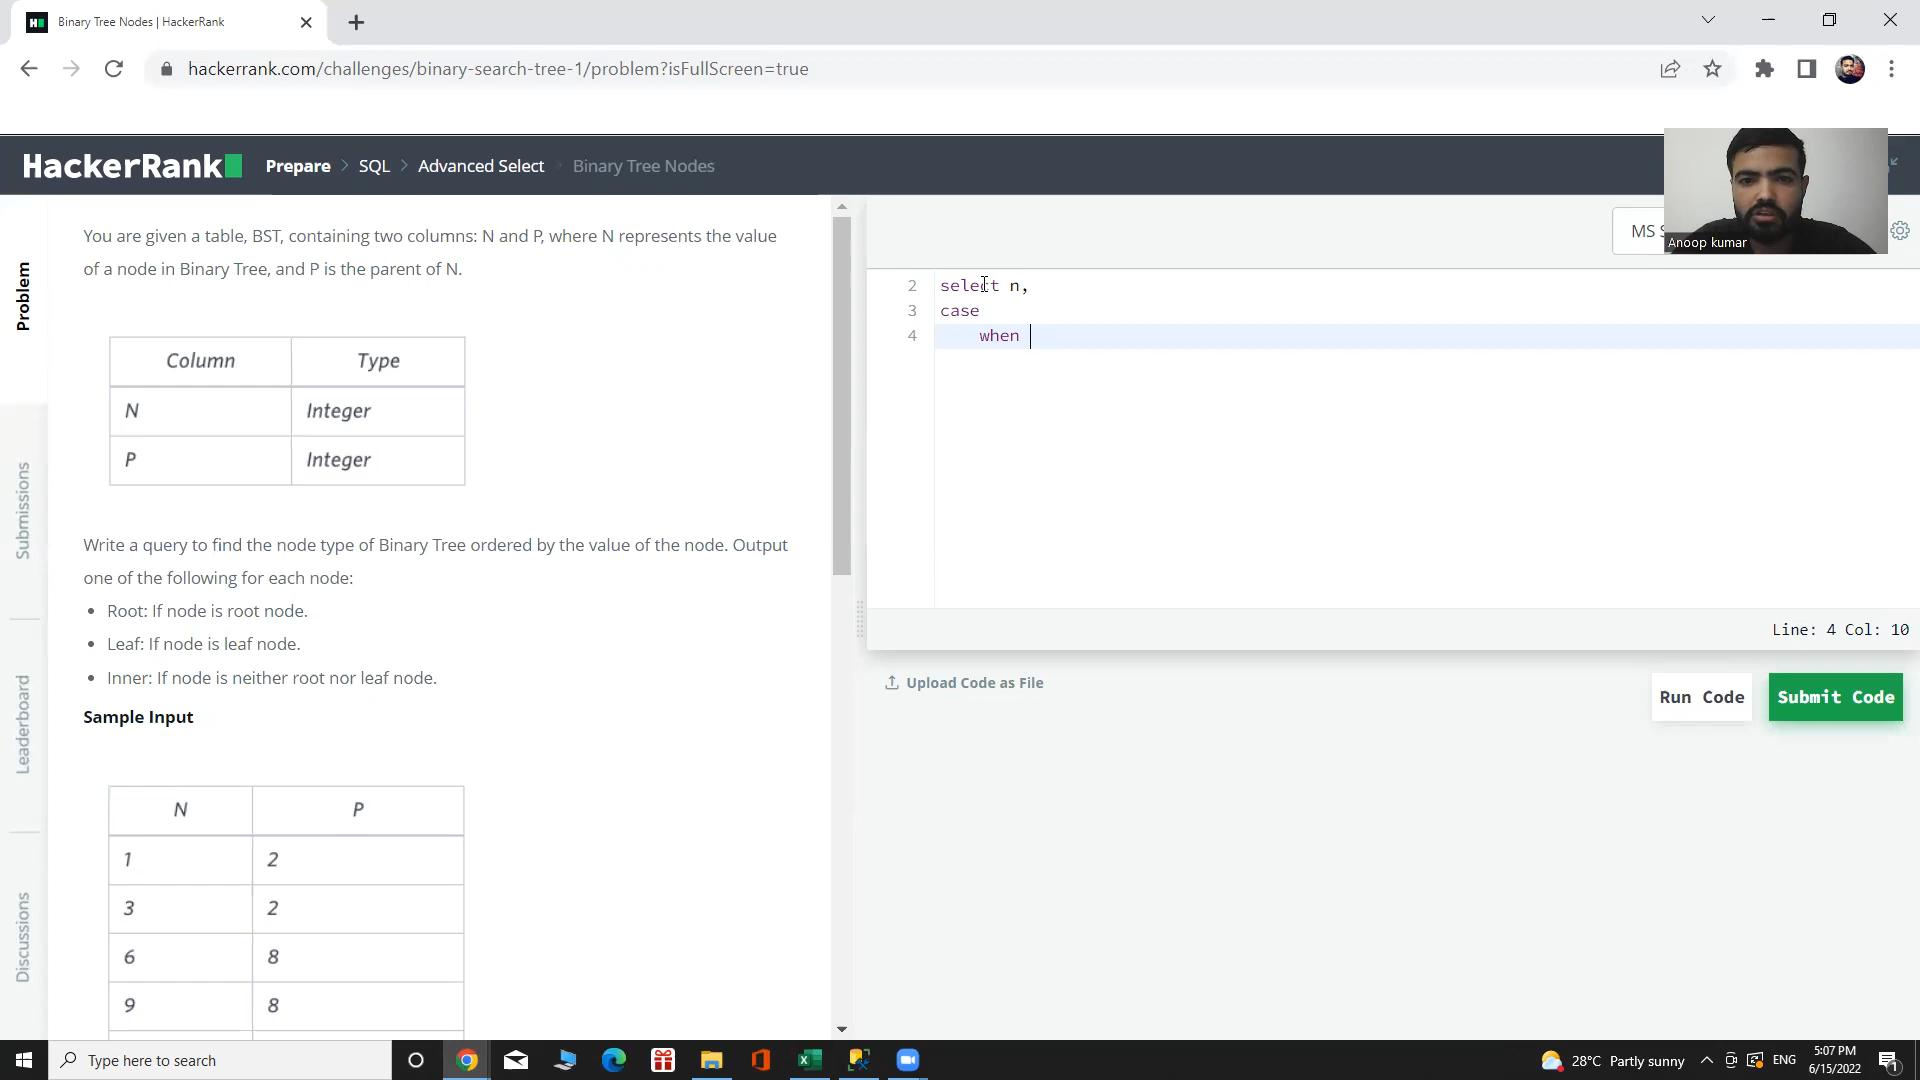 Binary Tree Nodes | HackerRank
hackerrank.com/challenges/binary-search-tree-1/problem?isFullScreen=true
HackerRank
Prepare > SQL > Advanced Select Binary Tree Nodes
Anoop kumar
MS S
Problem
Submissions
Leaderboard
Discussions
You are given a table, BST, containing two columns: N and P, where N represents the value
of a node in Binary Tree, and P is the parent of N.
Column Type
N Integer
P Integer
Write a query to find the node type of Binary Tree ordered by the value of the node. Output
one of the following for each node:
• Root: If node is root node.
• Leaf: If node is leaf node.
• Inner: If node is neither root nor leaf node.
Sample Input
N P
1 2
3 2
6 8
9 8
2 select n,
3 case
4 when
Line: 4 Col: 10
Upload Code as File
Run Code
Submit Code
Type here to search
28°C Partly sunny
ENG
5:07 PM
6/15/2022
1